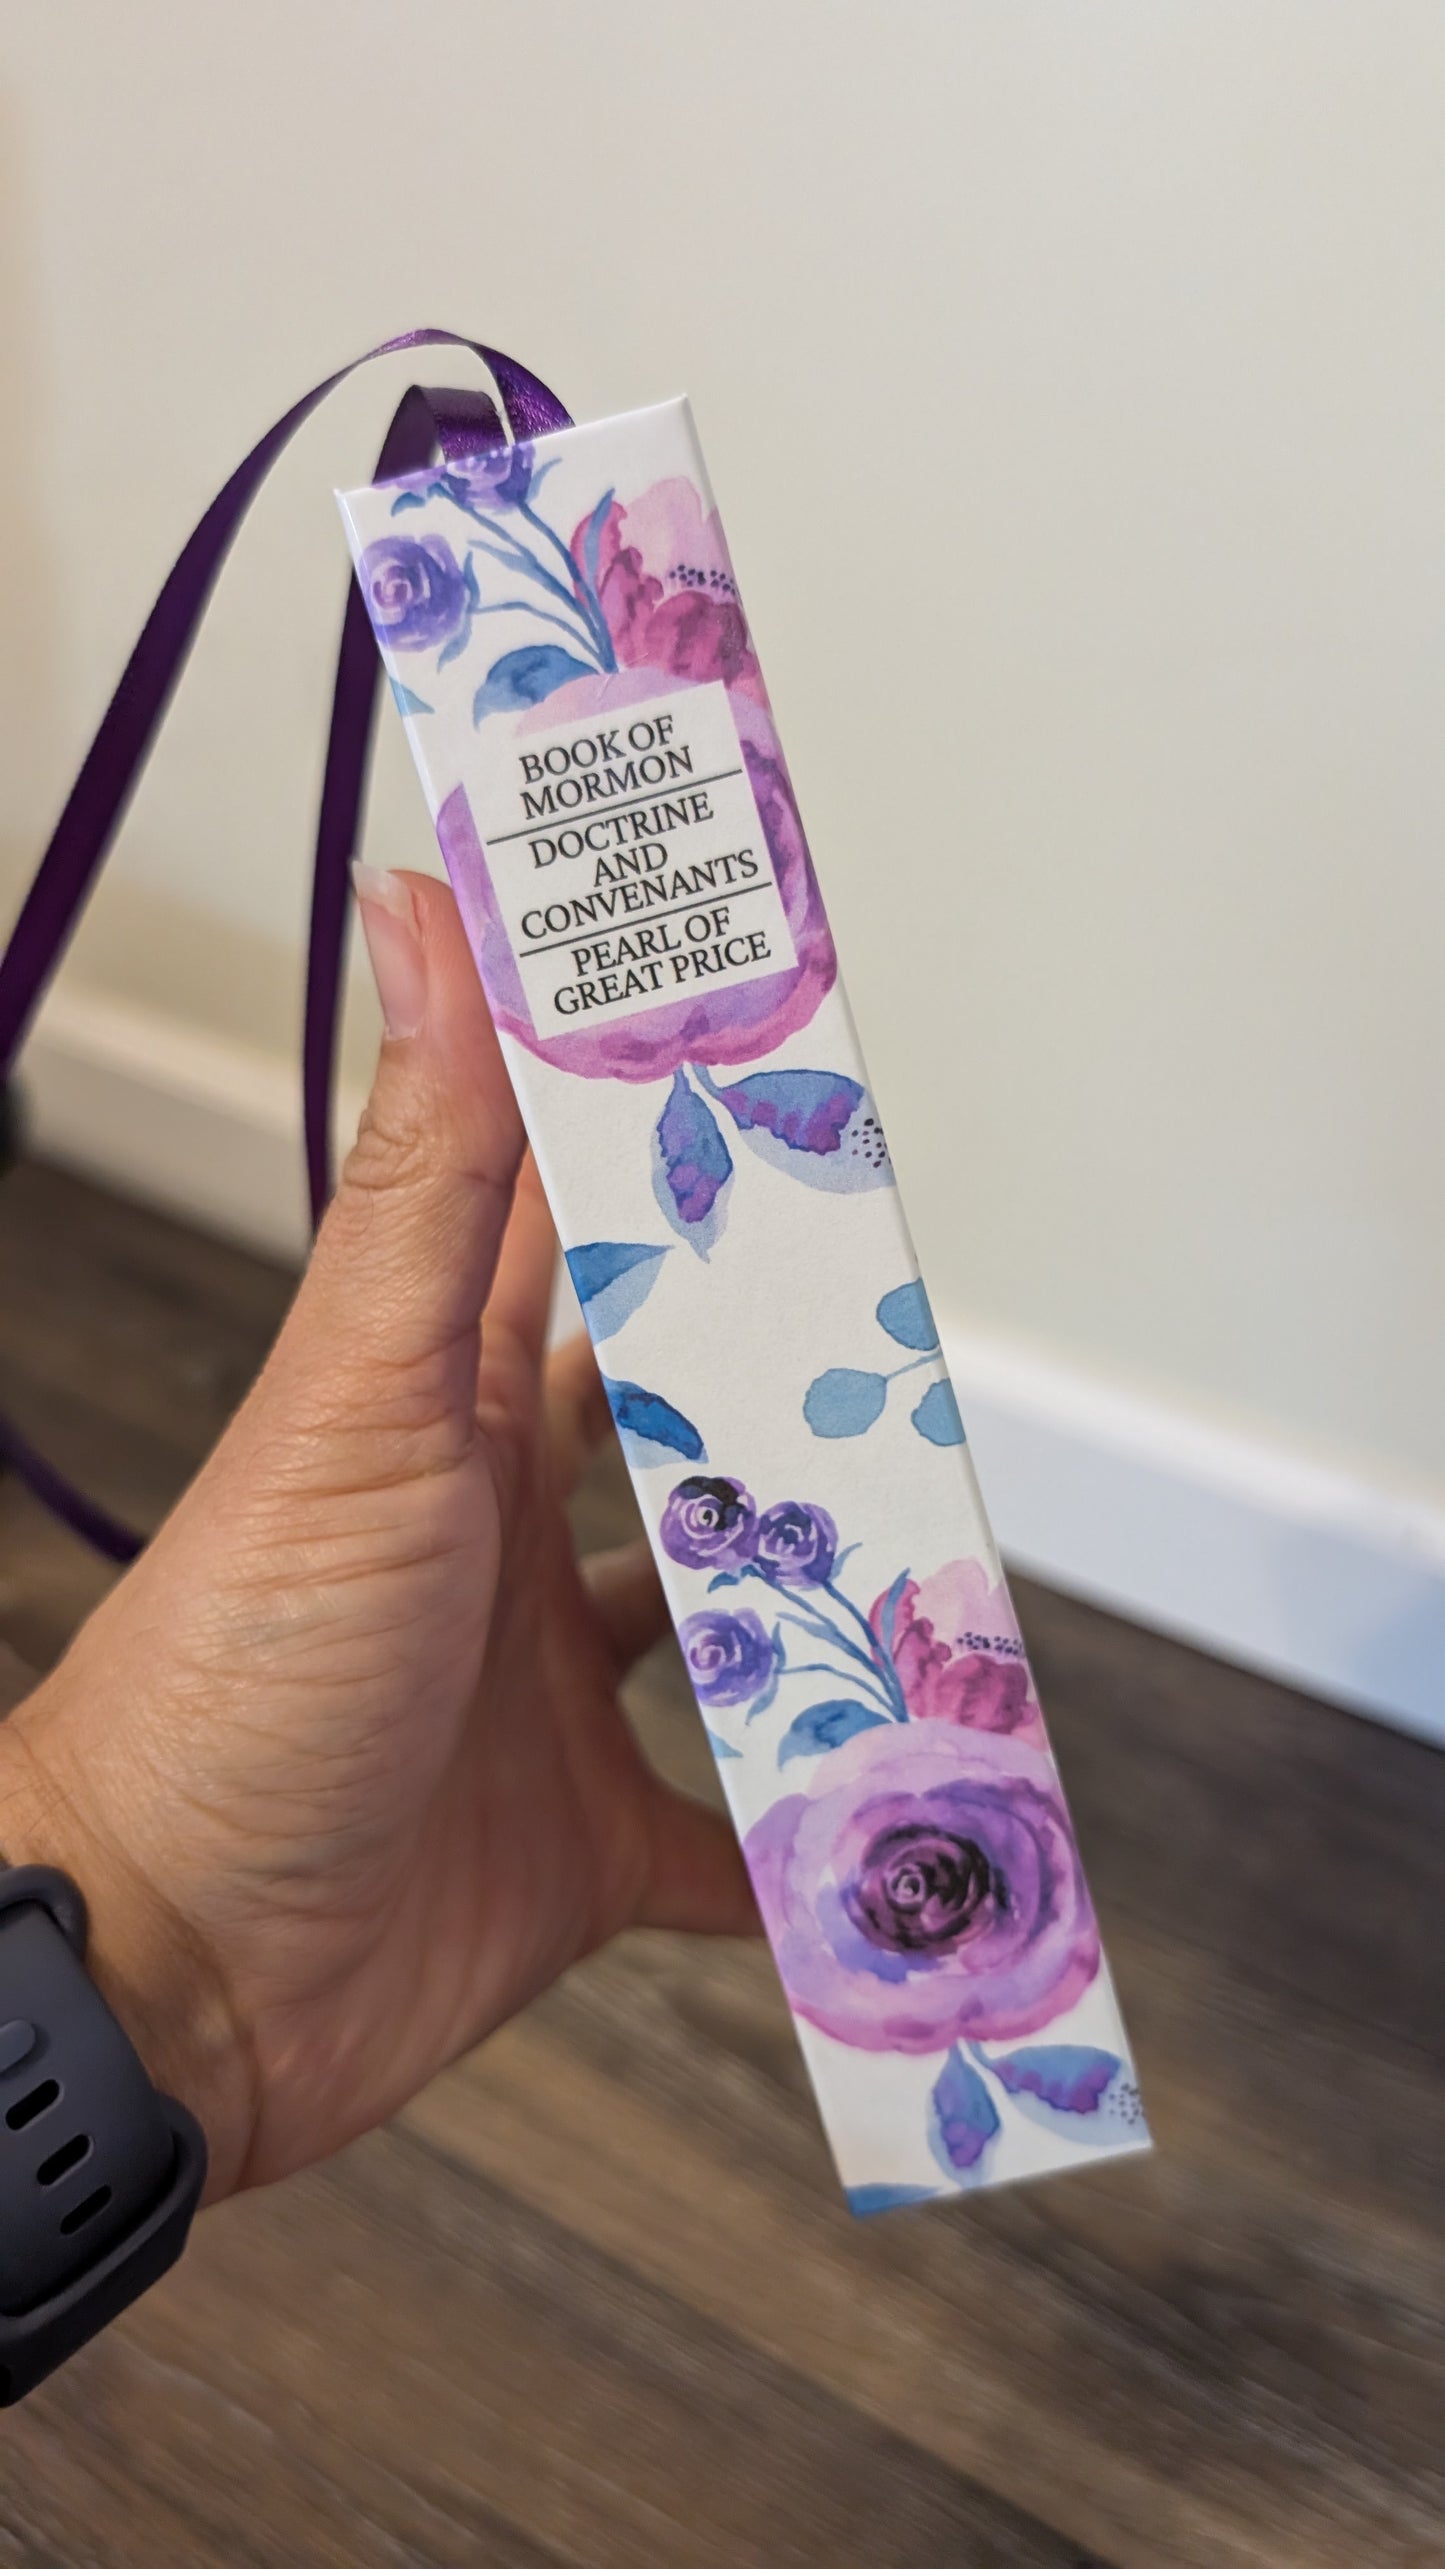 BOOK OF
MORMON
DOCTRINE
AND
CONVENANTS
PEARL OF
GREAT PRICE